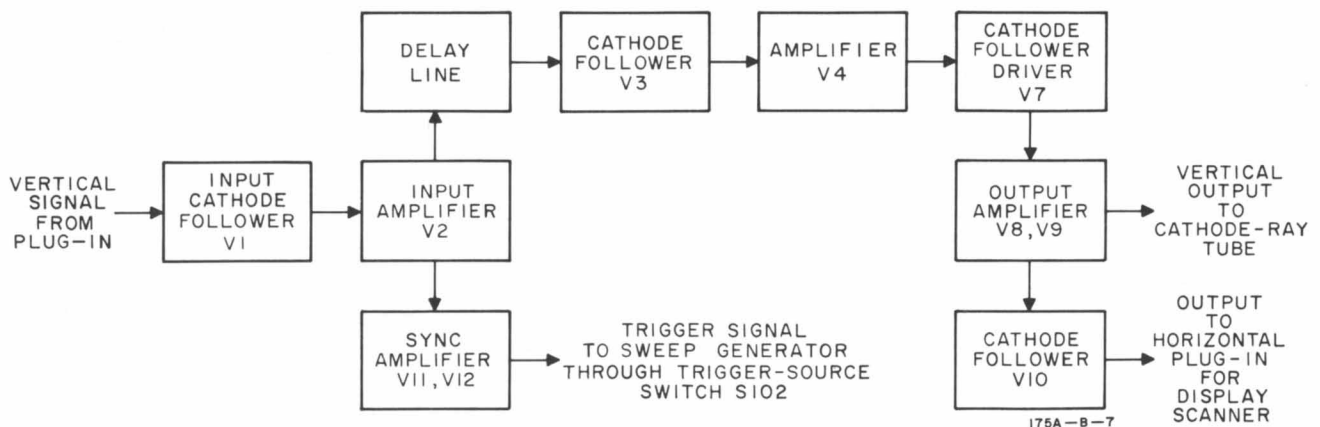 VERTICAL
SIGNAL
FROM
PLUG-IN
INPUT
CATHODE
FOLLOWER
V1
INPUT
AMPLIFIER
V2
DELAY
LINE
CATHODE
FOLLOWER
V3
AMPLIFIER
V4
CATHODE
FOLLOWER
DRIVER
V7
OUTPUT
AMPLIFIER
V8,V9
VERTICAL
OUTPUT
TO
CATHODE-RAY
TUBE
SYNC
AMPLIFIER
V11,V12
TRIGGER SIGNAL
TO SWEEP GENERATOR
THROUGH TRIGGER-SOURCE
SWITCH S102
CATHODE
FOLLOWER
V10
OUTPUT
TO
HORIZONTAL
PLUG-IN
FOR
DISPLAY
SCANNER
175A-B-7